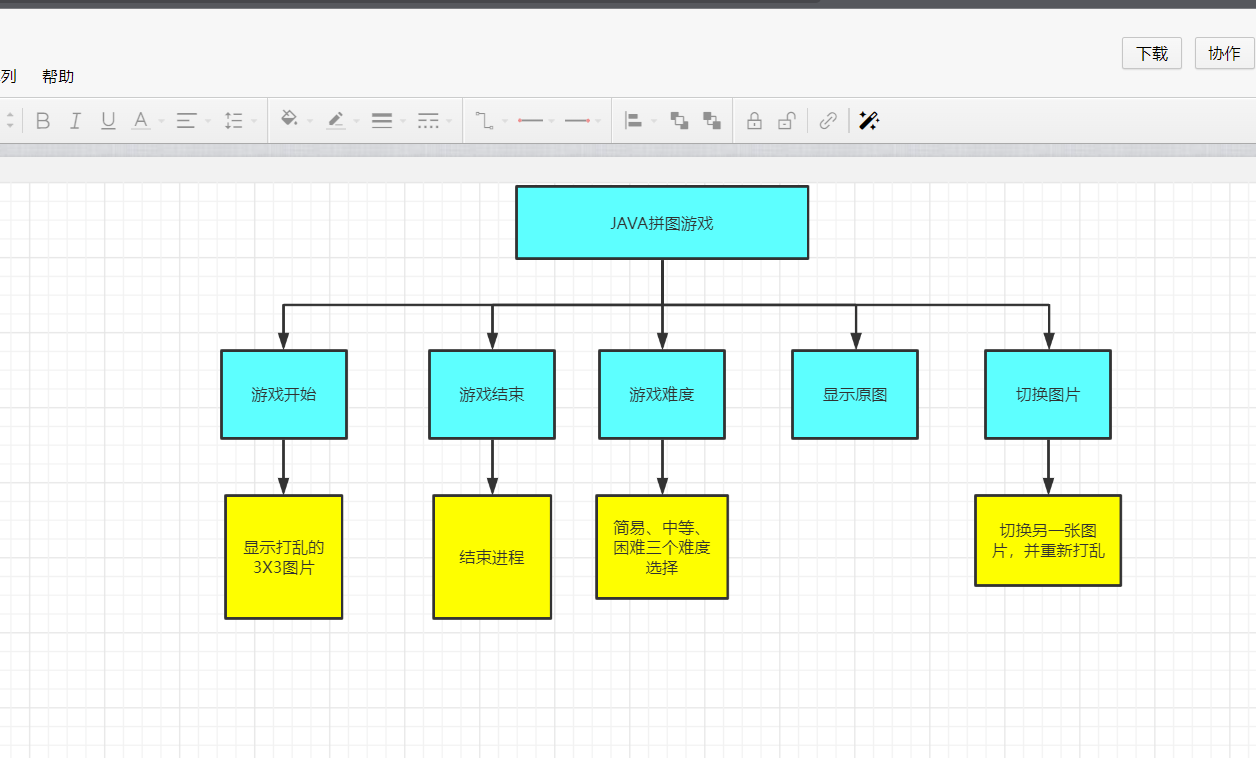 下载
协作
列
帮助
B I U A
JAVA拼图游戏
游戏开始
游戏结束
游戏难度
显示原图
切换图片
显示打乱的
3X3图片
结束进程
简易、中等、
困难三个难度
选择
切换另一张图
片，并重新打乱